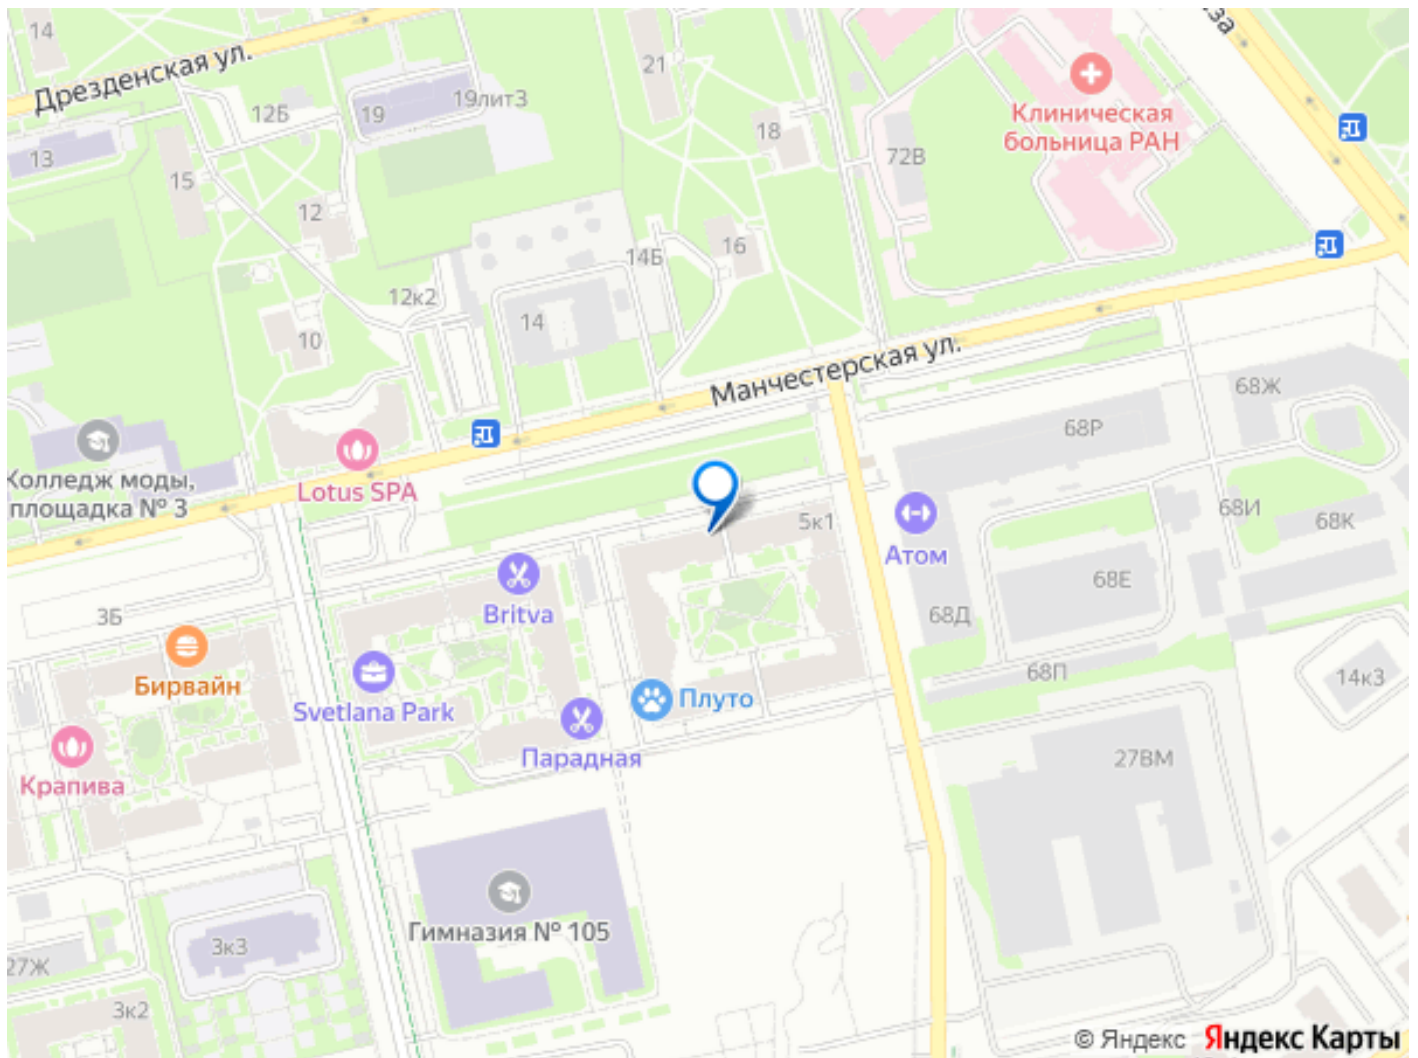 14
Дрезденская ул.
21
12Б
19
19лит3
18
Клиническая
больница РАН
72В
13
15
12
16
14Б
12к2
14
10
Манчестерская ул.
68Ж
68Р
Колледж моды,
площадка № 3
Lotus SPA
5к1
Атом
68И
68К
68Е
68Д
3Б
Britva
Бирвайн
Svetlana Park
68П
14к3
Плуто
Парадная
Крапива
27ВМ
Гимназия № 105
3к3
27Ж
3к2
© Яндекс Яндекс Карты